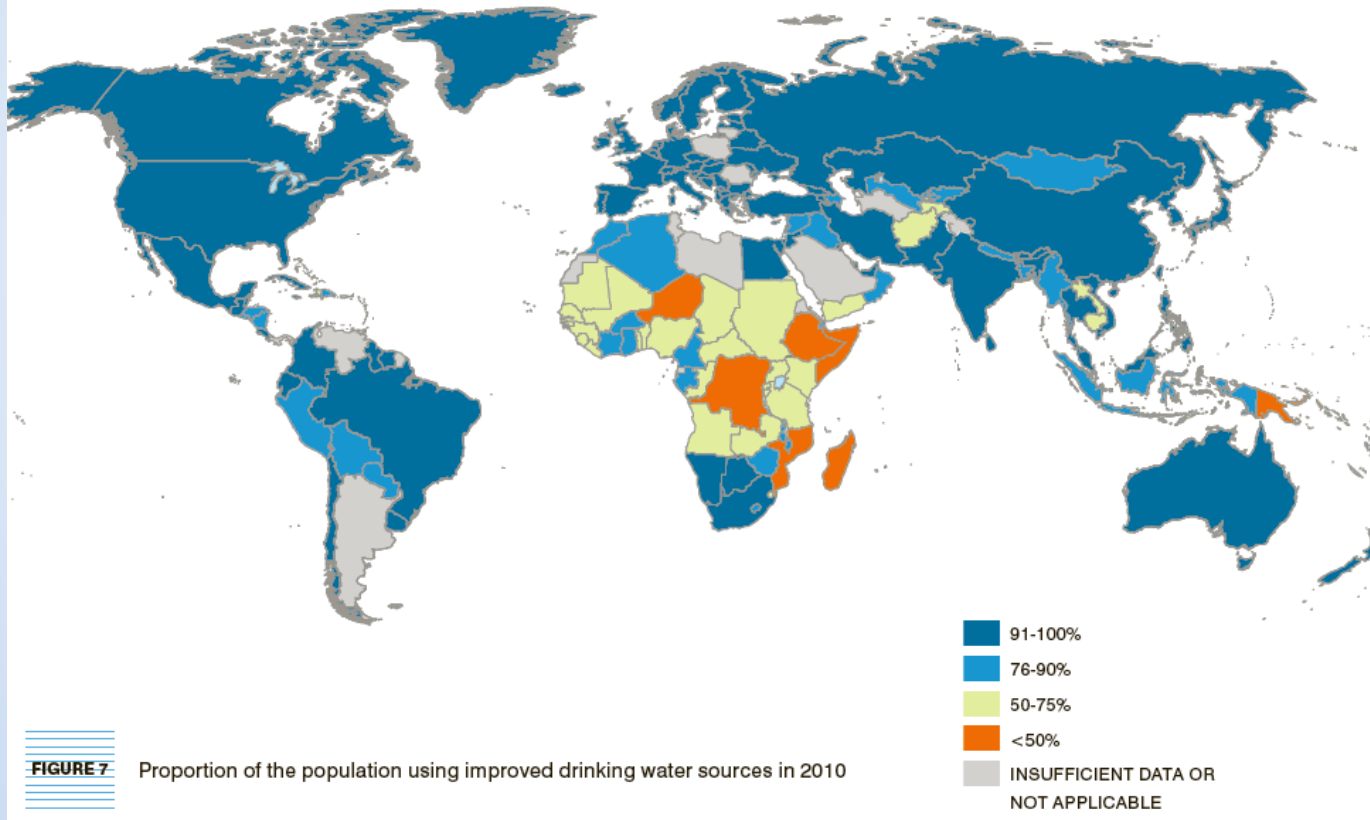 91-100%
76-90%
50-75%
<50%
INSUFFICIENT DATA OR
NOT APPLICABLE
FIGURE 7 Proportion of the population using improved drinking water sources in 2010